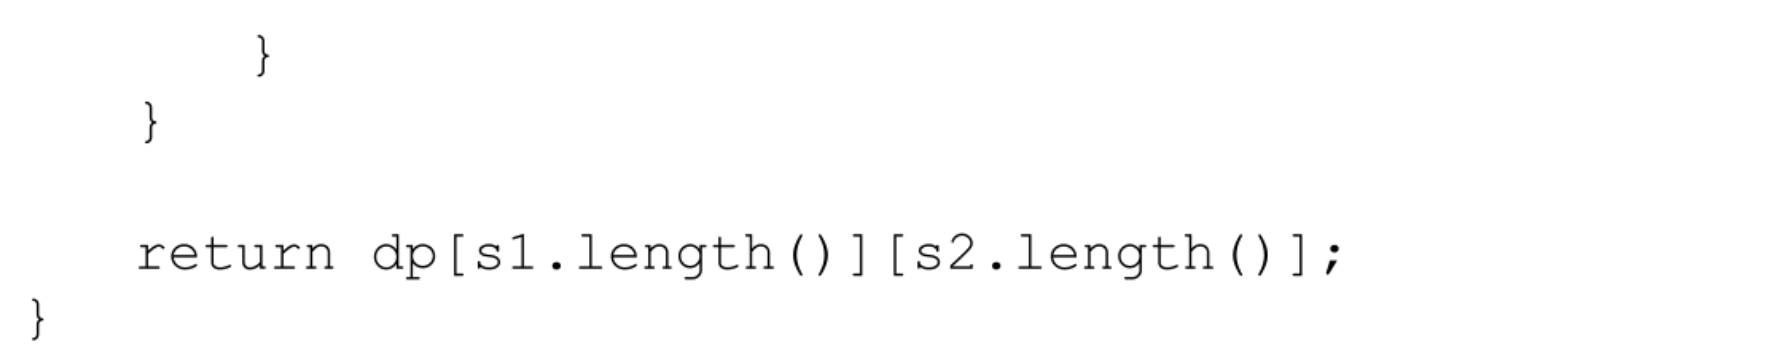 }
    }

    return dp[s1.length()][s2.length()];
}